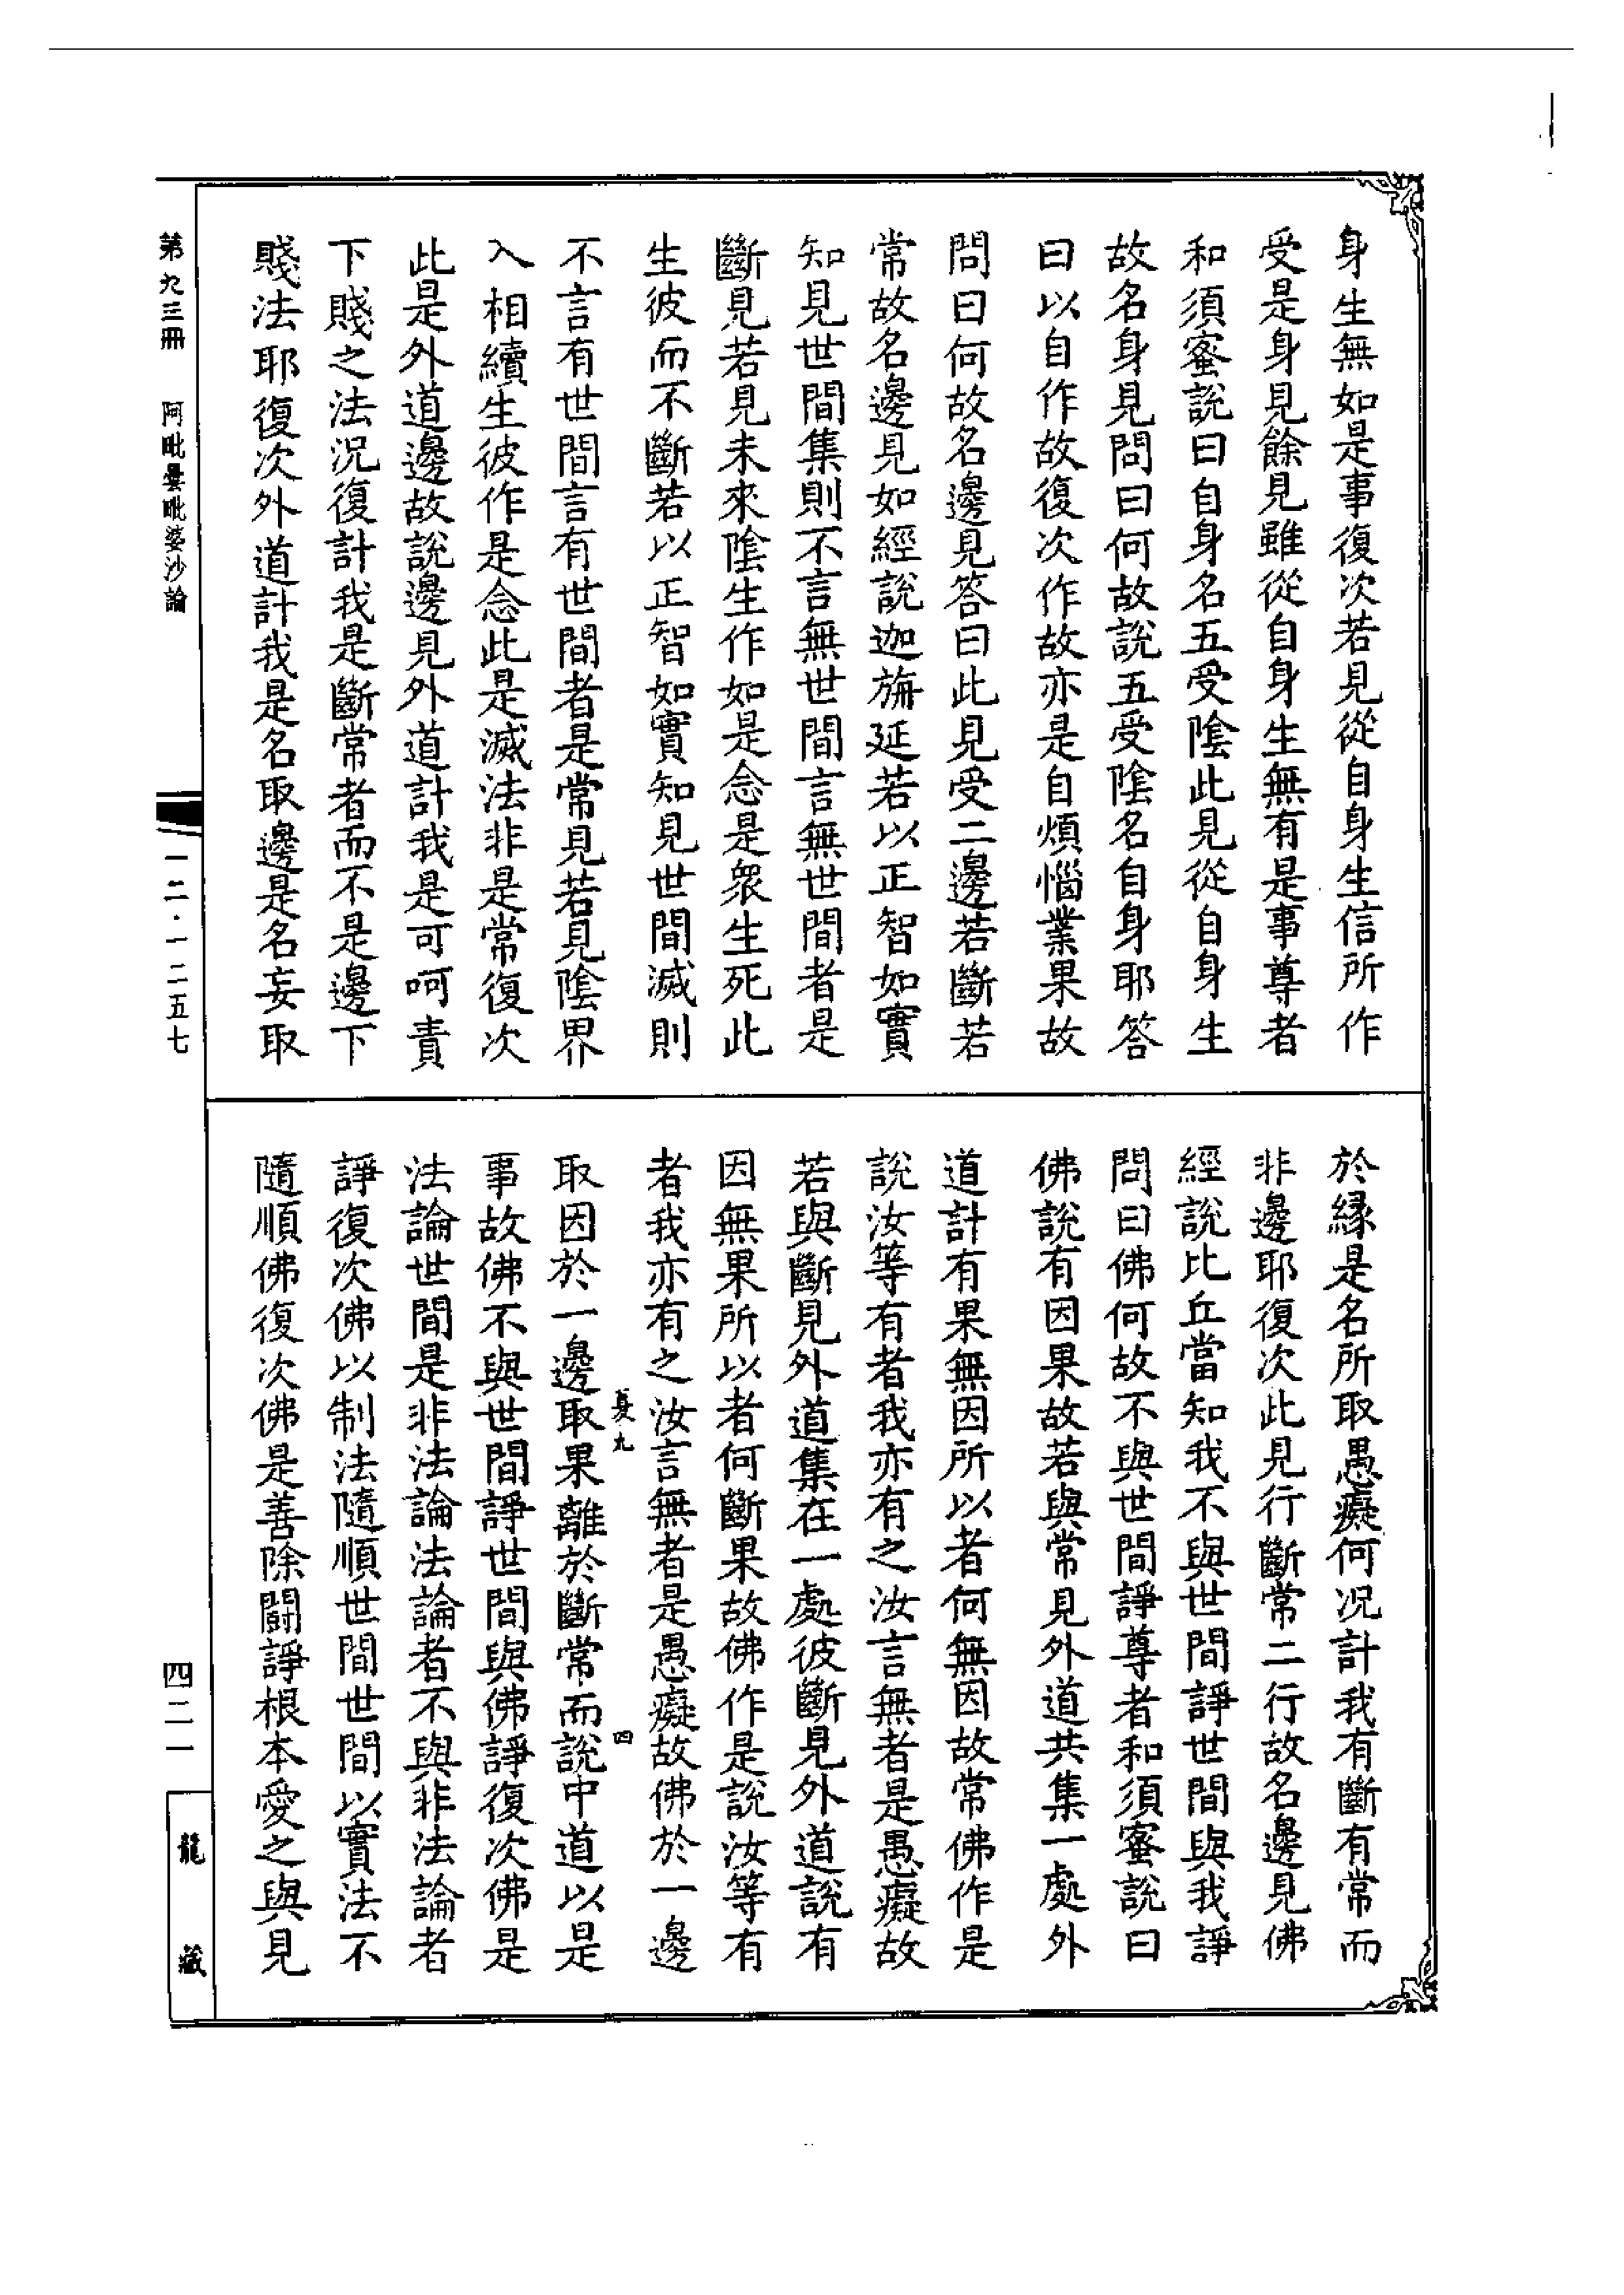 身生無如是事復次若見從自身生信所作
受是身見餘見雖從自身生無有是事尊者
和須蜜說曰自身名五受陰此見從自身生
故名身見問曰何故說五受陰名自身耶答
曰以自作故復次作故亦是自煩惱業果故
問曰何故名邊見答曰此見受二邊若斷若
常故名邊見如經說迦旃延若以正智如實
知見世間集則不言無世間言無世間者是
斷見若見未來陰生作如是念是衆生死此
生彼而不斷若以正智如實知見世間滅則
不言有世間言有世間者是常見若見陰界
入相續生彼作是念此是滅法非是常復次
此是外道邊故說邊見外道計我是可呵責
下賤之法況復計我是斷常者而不是邊下
賤法耶復次外道計我是名取邊是名妄取
於縁是名所取愚癡何况計我有斷有常而
非邊耶復次此見行斷常二行故名邊見佛
經說比丘當知我不與世間諍世間與我諍
問曰佛何故不與世間諍尊者和須蜜說曰
佛說有因果故若與常見外道共集一處外
道計有果無因所以者何無因故常佛作是
說汝等有者我亦有之汝言無者是愚癡故
若與斷見外道集在一處彼斷見外道說有
因無果所以者何斷果故佛作是說汝等有
者我亦有之汝言無者是愚癡故佛於一邊
夏九　四
取因於一邊取果離於斷常而說中道以是
事故佛不與世間諍世間與佛諍復次佛是
法論世間是非法論法論者不與非法論者
諍復次佛以制法隨順世間世間以實法不
隨順佛復次佛是善除鬪諍根本愛之與見
第九三冊　阿毗曇毗婆沙論
一二·一二五七
四二一
龍藏